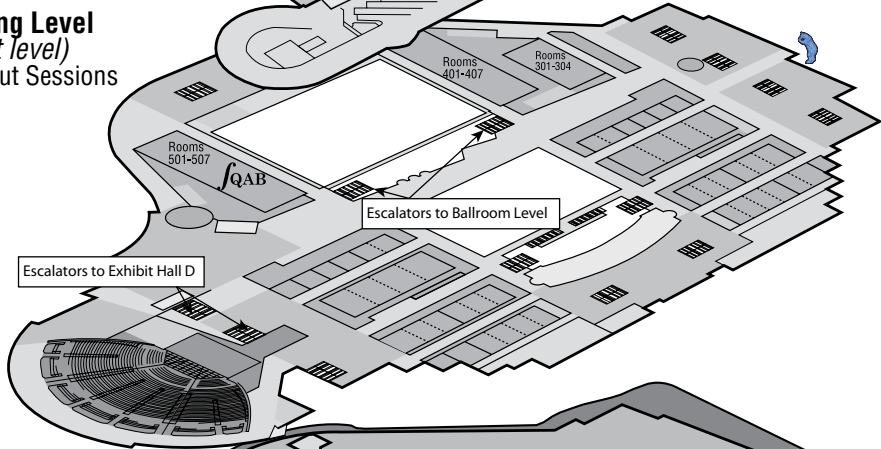 ng Level
t level)
ut Sessions
Rooms
401-407
Rooms
301-304
Rooms
501-507
∫QAB
Escalators to Ballroom Level
Escalators to Exhibit Hall D